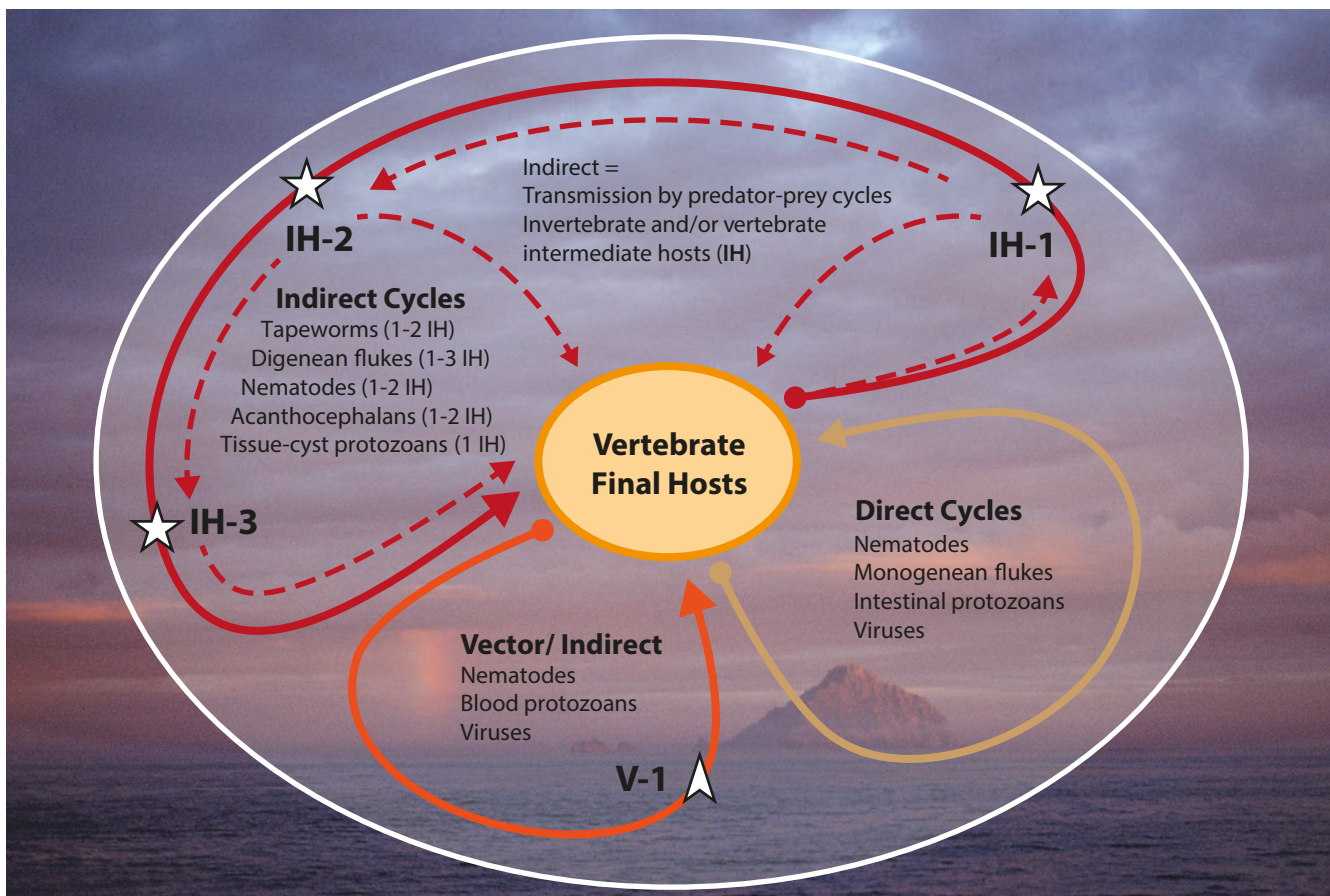 Indirect =
Transmission by predator-prey cycles
Invertebrate and/or vertebrate
intermediate hosts (IH)
IH-1
IH-2
Indirect Cycles
Tapeworms (1-2 IH)
Digenean flukes (1-3 IH)
Nematodes (1-2 IH)
Acanthocephalans (1-2 IH)
Tissue-cyst protozoans (1 IH)
IH-3
Vertebrate
Final Hosts
Direct Cycles
Nematodes
Monogenean flukes
Intestinal protozoans
Viruses
Vector/ Indirect
Nematodes
Blood protozoans
Viruses
V-1